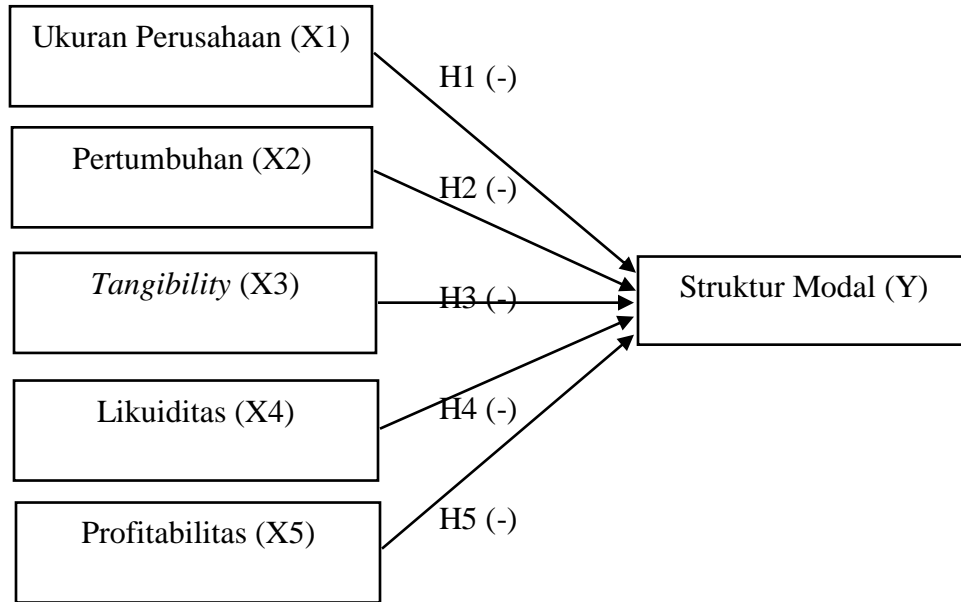 Ukuran Perusahaan (X1)
H1 (-)
Pertumbuhan (X2)
H2 (-)
Tangibility (X3)
H3 (-)
Struktur Modal (Y)
Likuiditas (X4)
H4 (-)
Profitabilitas (X5)
H5 (-)